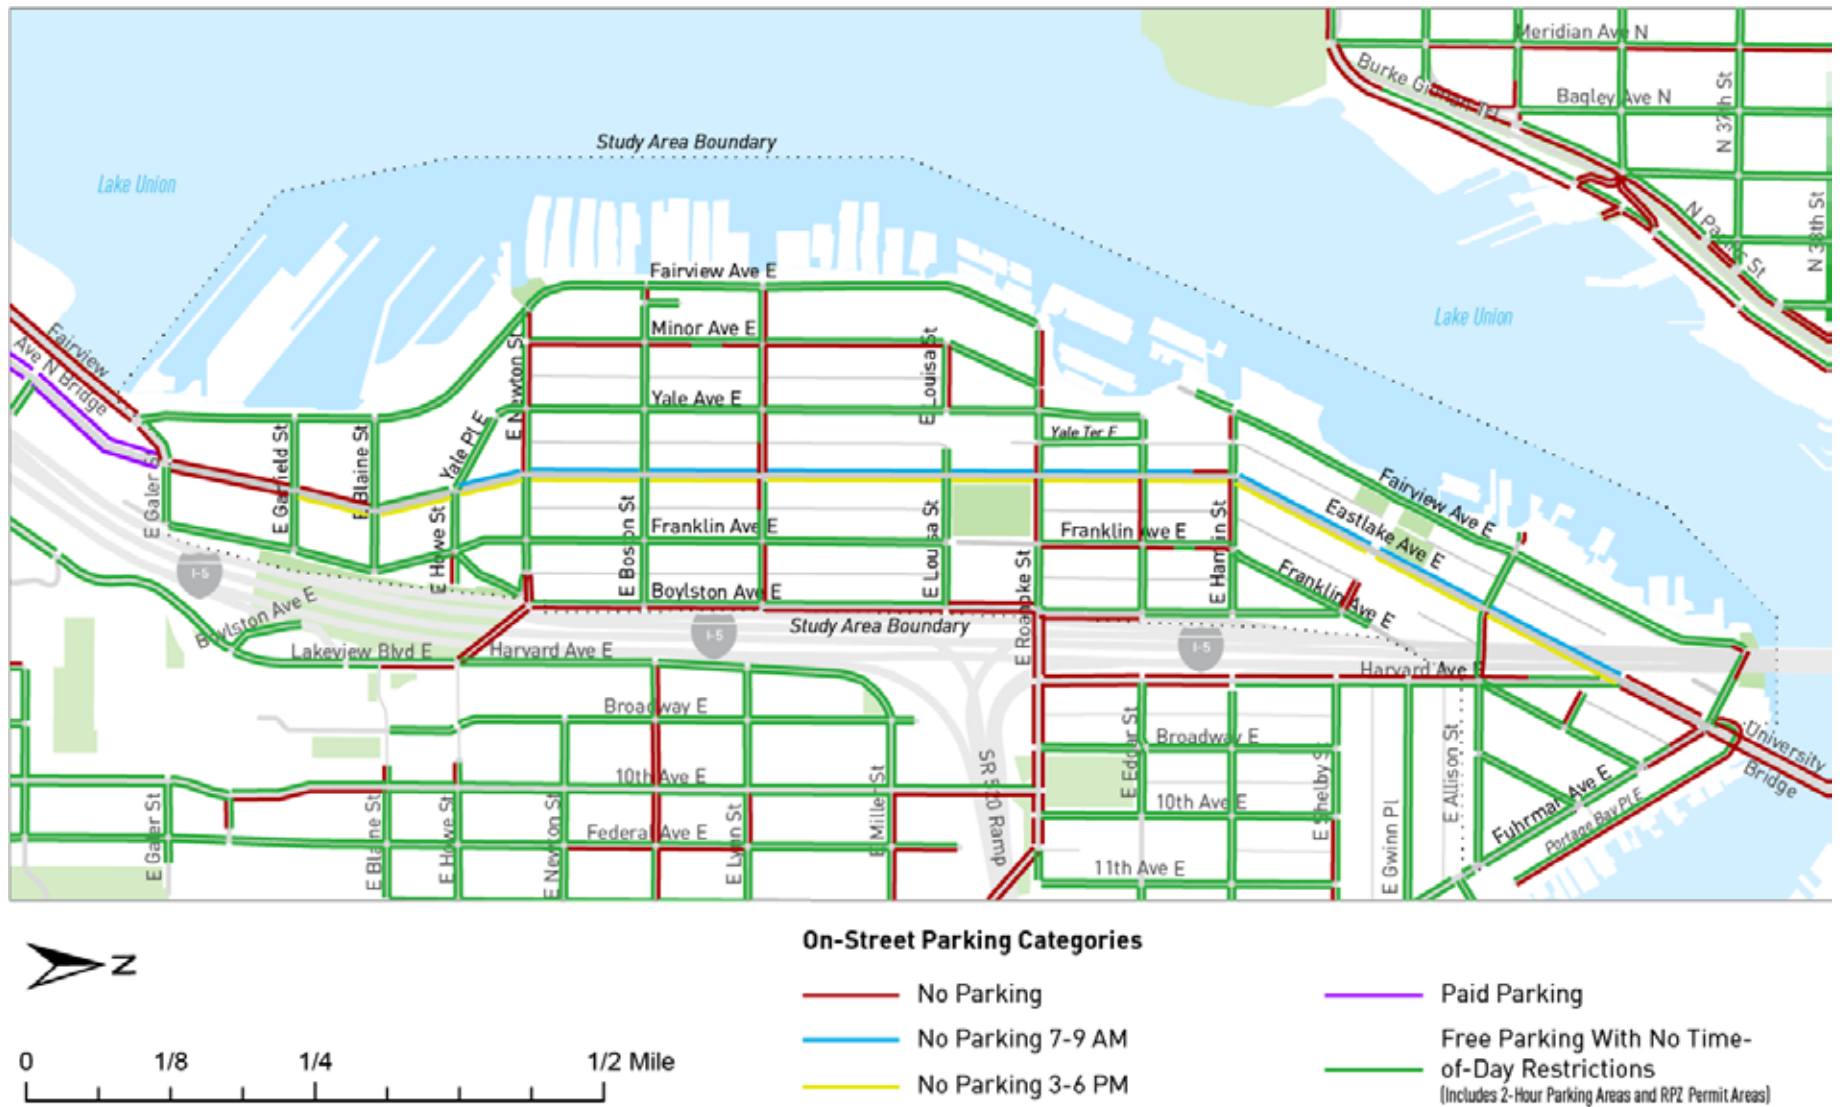 Meridian Ave N
Burke Gilman Trl
Bagley Ave N
N 37th St
Study Area Boundary
Lake Union
N Pacific St
N 38th St
Fairview Ave E
Lake Union
Minor Ave E
Fairview
Ave N Bridge
E Newton St
E Louisa St
Yale Ave E
Yale Pl E
Yale Ter E
E Galer St
E Garfield St
E Blaine St
Fairview Ave E
Eastlake Ave E
E Howe St
E Boston St
Franklin Ave E
E Louisa St
Franklin Ave E
E Hamlin St
I-5
Boylston Ave E
E Roanoke St
Franklin Ave E
Boylston Ave E
Study Area Boundary
I-5
I-5
Lakeview Blvd E
Harvard Ave E
Harvard Ave E
Broadway E
E Edgar St
Broadway E
E Shelby St
E Allison St
University
Bridge
SR 520 Ramp
10th Ave E
10th Ave E
Fuhrman Ave E
Portage Bay Pl E
E Galer St
E Blaine St
E Howe St
E Newton St
Federal Ave E
E Lynn St
E Miller St
11th Ave E
E Gwinn Pl
N
On-Street Parking Categories
No Parking
No Parking 7-9 AM
No Parking 3-6 PM
Paid Parking
Free Parking With No Time-
of-Day Restrictions
(Includes 2-Hour Parking Areas and RPZ Permit Areas)
0 1/8 1/4 1/2 Mile